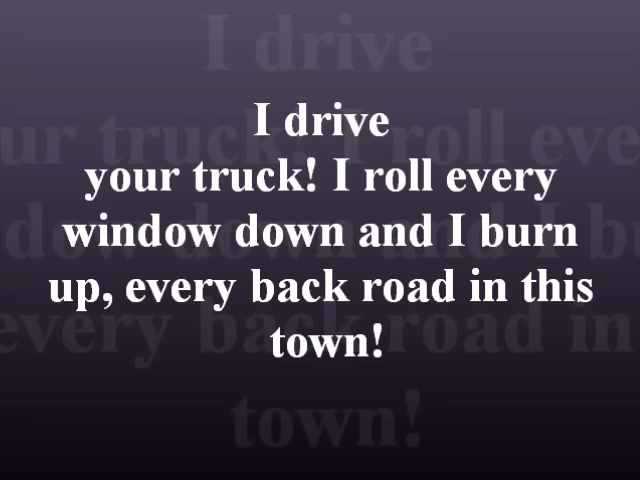 I drive
your truck! I roll every
window down and I burn
up, every back road in this
town!